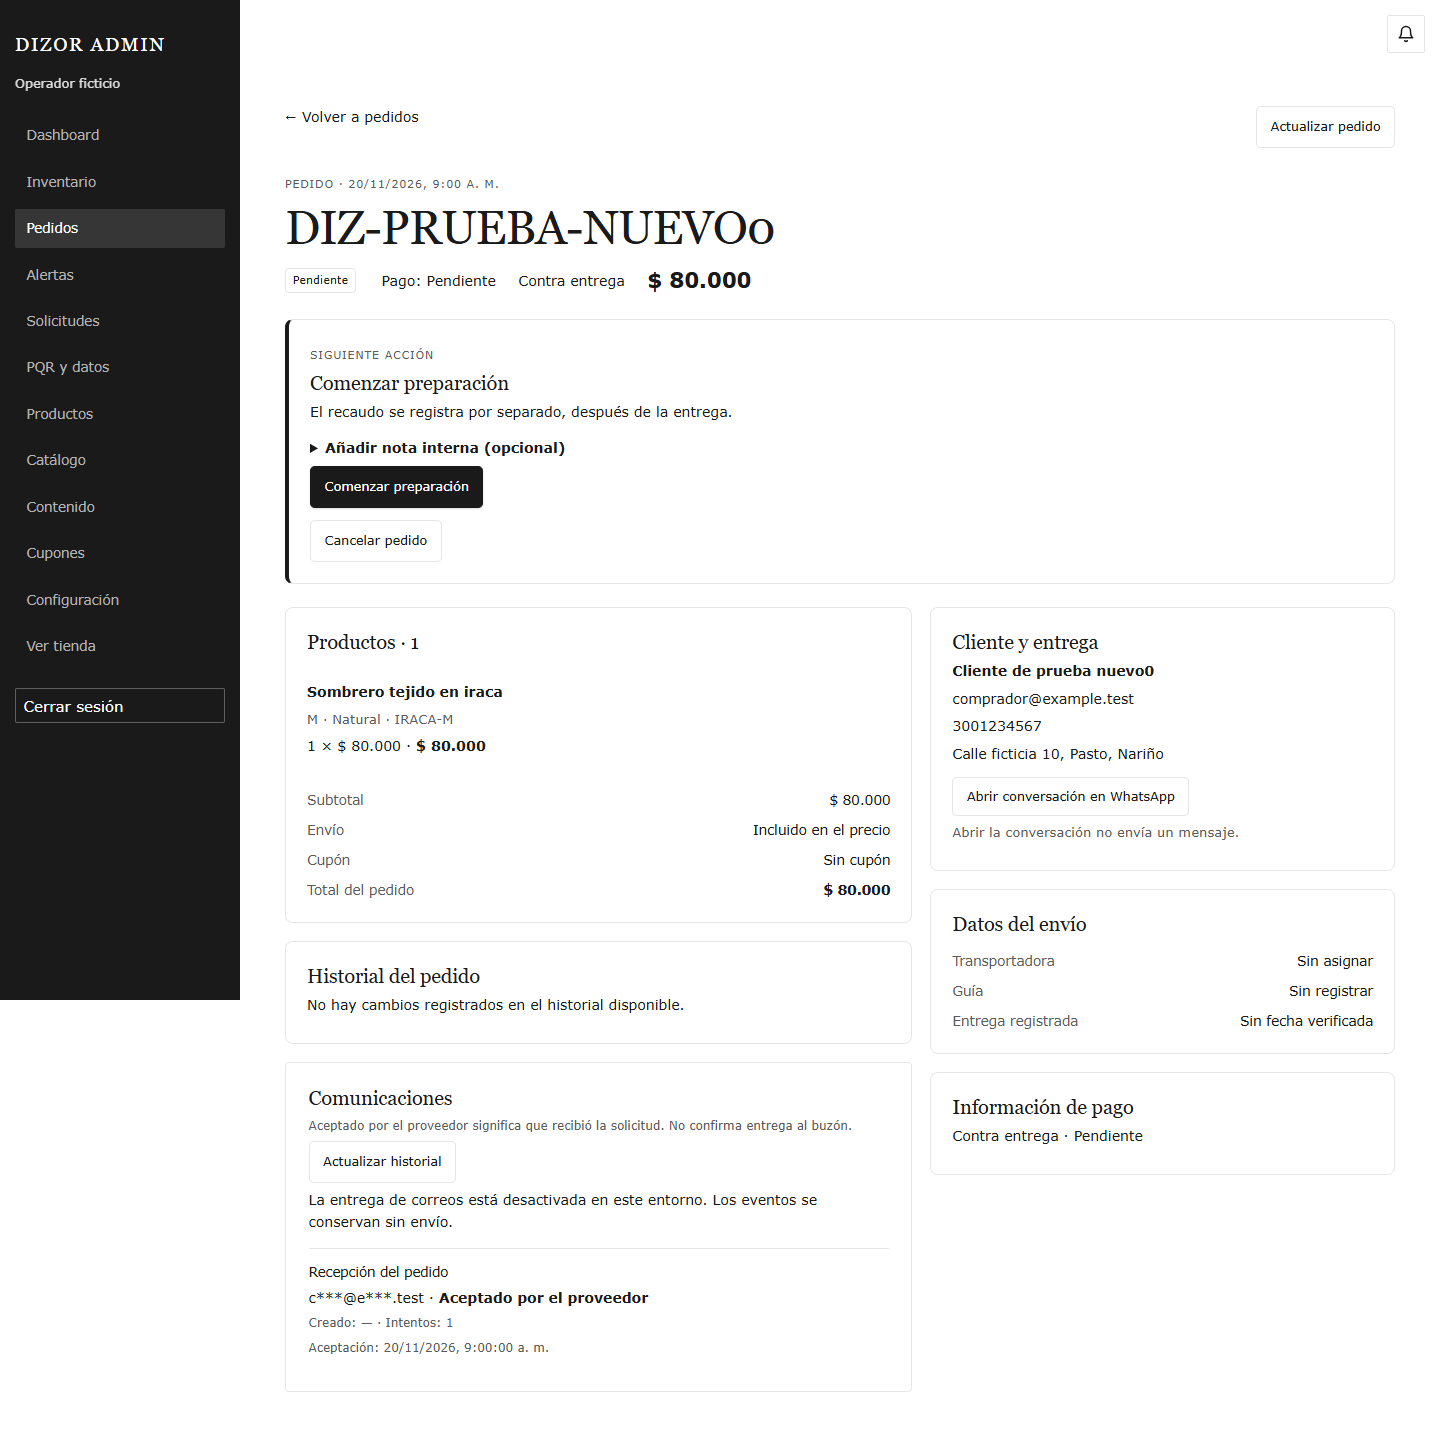 DIZOR ADMIN
Operador ficticio
Dashboard
Inventario
Pedidos
Alertas
Solicitudes
PQR y datos
Productos
Catálogo
Contenido
Cupones
Configuración
Ver tienda
Cerrar sesión
← Volver a pedidos
Actualizar pedido
PEDIDO · 20/11/2026, 9:00 A. M.
DIZ-PRUEBA-NUEVO0
Pendiente
Pago: Pendiente
Contra entrega
$ 80.000
SIGUIENTE ACCIÓN
Comenzar preparación
El recaudo se registra por separado, después de la entrega.
▶ Añadir nota interna (opcional)
Comenzar preparación
Cancelar pedido
Productos · 1
Sombrero tejido en iraca
M · Natural · IRACA-M
1 × $ 80.000 · $ 80.000
Subtotal $ 80.000
Envío Incluido en el precio
Cupón Sin cupón
Total del pedido $ 80.000
Historial del pedido
No hay cambios registrados en el historial disponible.
Comunicaciones
Aceptado por el proveedor significa que recibió la solicitud. No confirma entrega al buzón.
Actualizar historial
La entrega de correos está desactivada en este entorno. Los eventos se
conservan sin envío.
Recepción del pedido
c***@e***.test · Aceptado por el proveedor
Creado: — · Intentos: 1
Aceptación: 20/11/2026, 9:00:00 a. m.
Cliente y entrega
Cliente de prueba nuevo0
comprador@example.test
3001234567
Calle ficticia 10, Pasto, Nariño
Abrir conversación en WhatsApp
Abrir la conversación no envía un mensaje.
Datos del envío
Transportadora Sin asignar
Guía Sin registrar
Entrega registrada Sin fecha verificada
Información de pago
Contra entrega · Pendiente